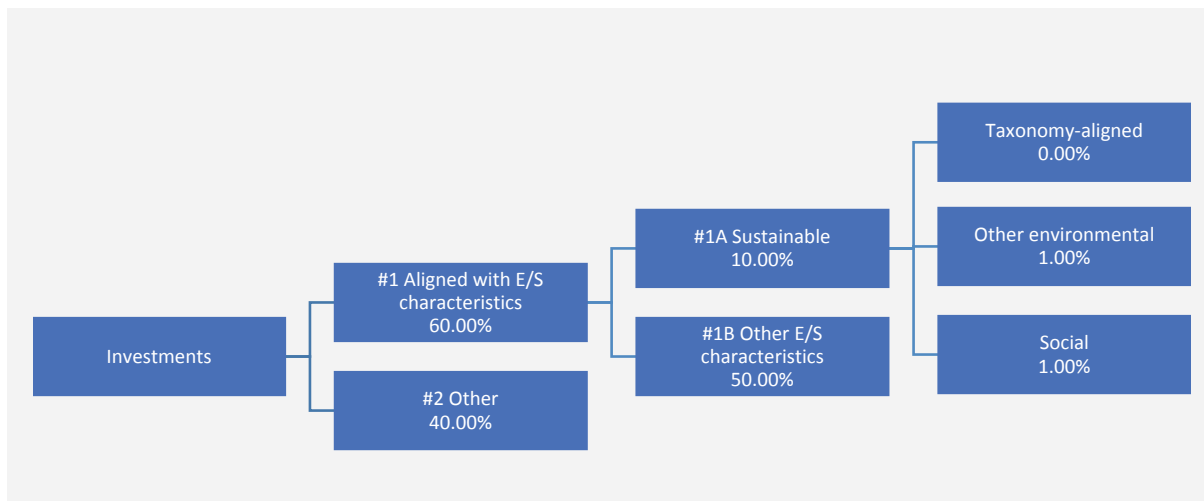 Investments
#1 Aligned with E/S
characteristics
60.00%
#2 Other
40.00%
#1A Sustainable
10.00%
#1B Other E/S
characteristics
50.00%
Taxonomy-aligned
0.00%
Other environmental
1.00%
Social
1.00%